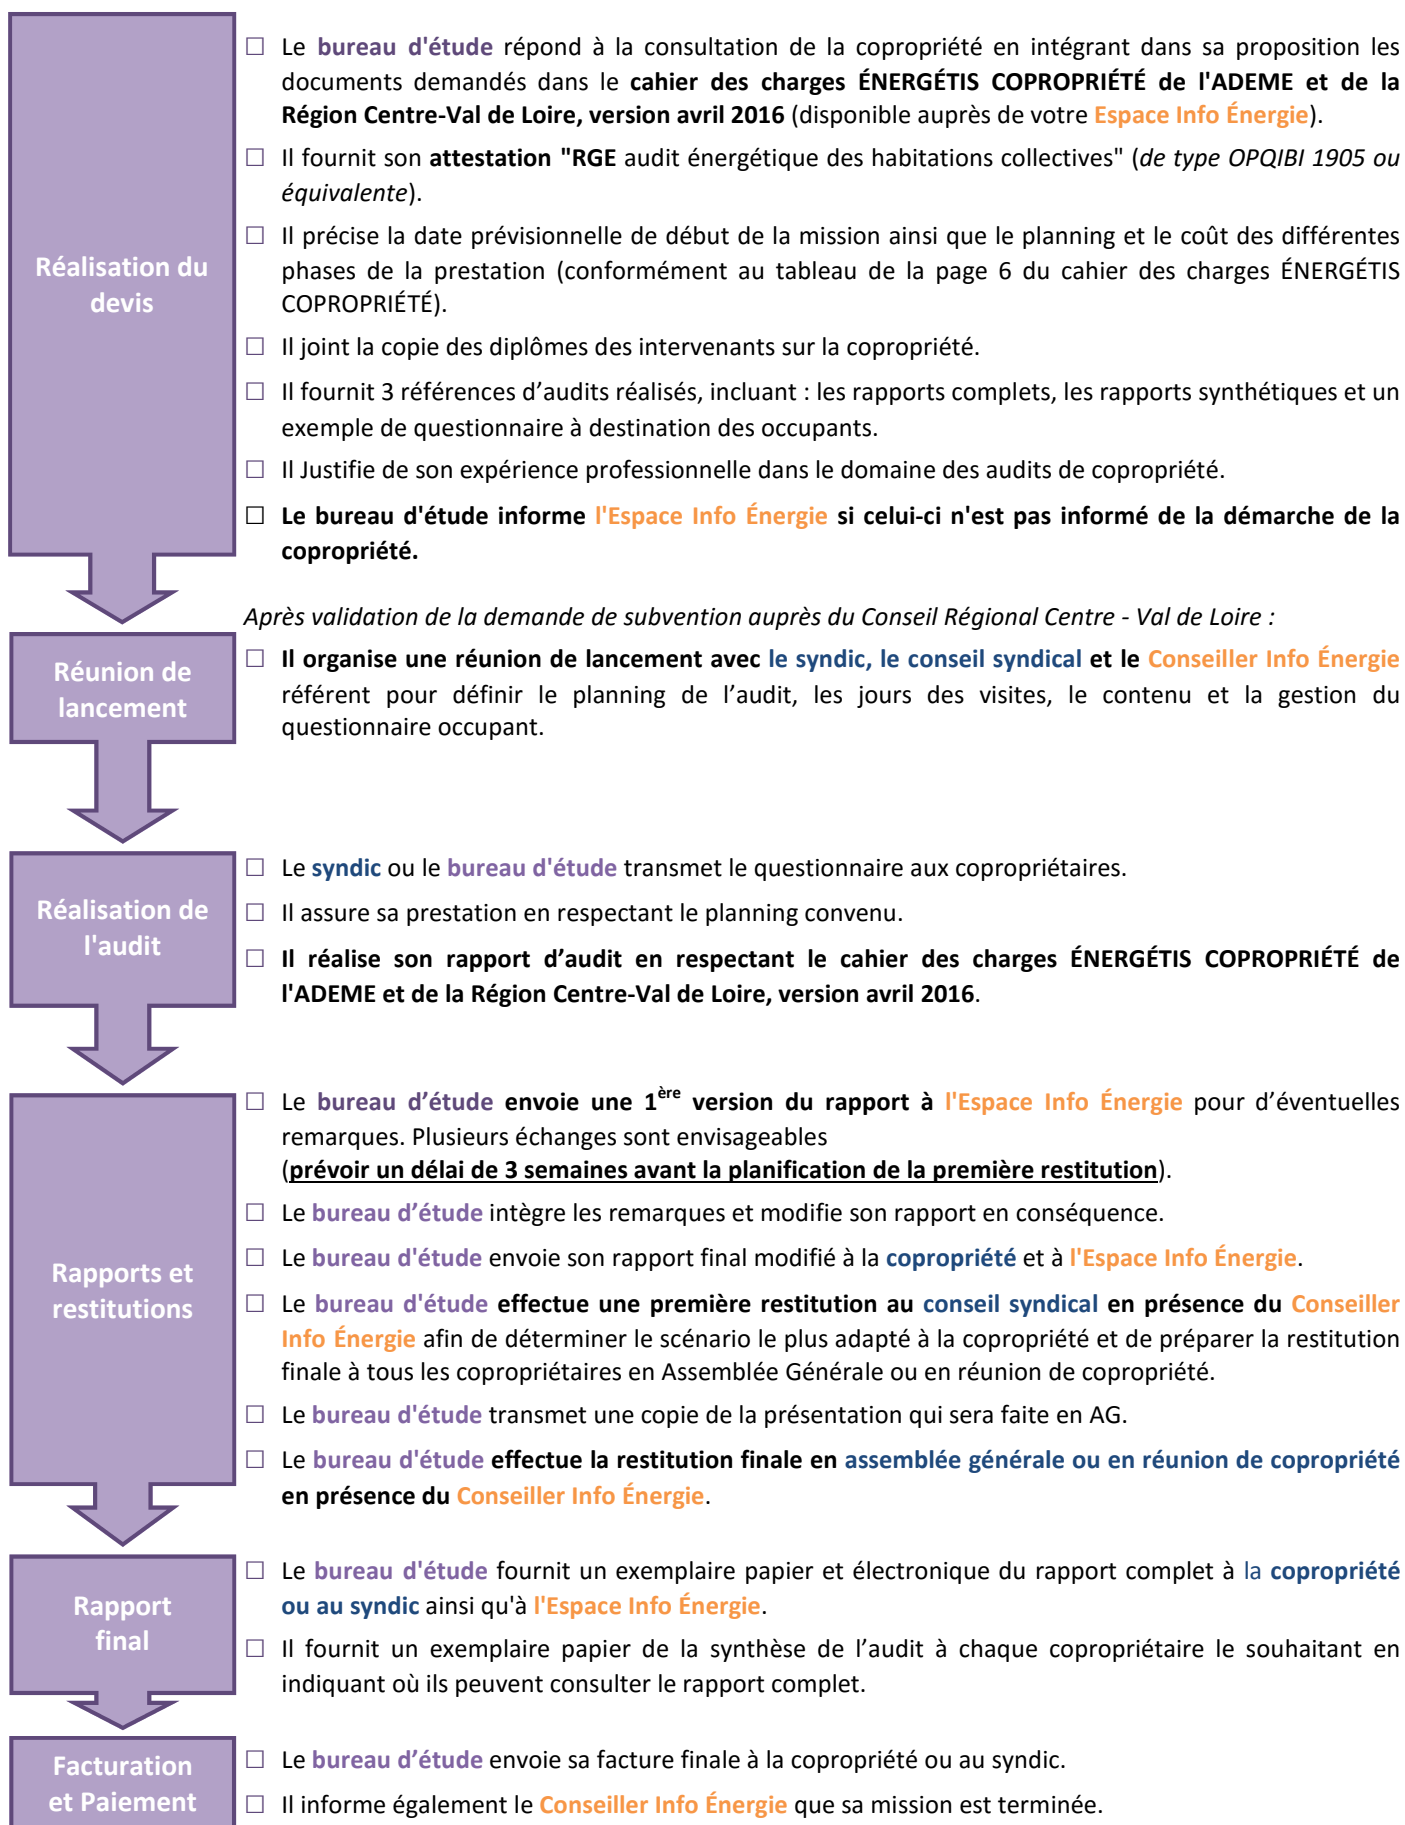 Réalisation du
devis
☐ Le bureau d'étude répond à la consultation de la copropriété en intégrant dans sa proposition les
documents demandés dans le cahier des charges ÉNERGÉTIS COPROPRIÉTÉ de l'ADEME et de la
Région Centre-Val de Loire, version avril 2016 (disponible auprès de votre Espace Info Énergie).
☐ Il fournit son attestation "RGE audit énergétique des habitations collectives" (de type OPQIBI 1905 ou
équivalente).
☐ Il précise la date prévisionnelle de début de la mission ainsi que le planning et le coût des différentes
phases de la prestation (conformément au tableau de la page 6 du cahier des charges ÉNERGÉTIS
COPROPRIÉTÉ).
☐ Il joint la copie des diplômes des intervenants sur la copropriété.
☐ Il fournit 3 références d’audits réalisés, incluant : les rapports complets, les rapports synthétiques et un
exemple de questionnaire à destination des occupants.
☐ Il Justifie de son expérience professionnelle dans le domaine des audits de copropriété.
☐ Le bureau d'étude informe l'Espace Info Énergie si celui-ci n'est pas informé de la démarche de la
copropriété.
Après validation de la demande de subvention auprès du Conseil Régional Centre - Val de Loire :
Réunion de
lancement
☐ Il organise une réunion de lancement avec le syndic, le conseil syndical et le Conseiller Info Énergie
référent pour définir le planning de l’audit, les jours des visites, le contenu et la gestion du
questionnaire occupant.
Réalisation de
l'audit
☐ Le syndic ou le bureau d'étude transmet le questionnaire aux copropriétaires.
☐ Il assure sa prestation en respectant le planning convenu.
☐ Il réalise son rapport d’audit en respectant le cahier des charges ÉNERGÉTIS COPROPRIÉTÉ de
l'ADEME et de la Région Centre-Val de Loire, version avril 2016.
Rapports et
restitutions
☐ Le bureau d’étude envoie une 1ère version du rapport à l'Espace Info Énergie pour d’éventuelles
remarques. Plusieurs échanges sont envisageables
(prévoir un délai de 3 semaines avant la planification de la première restitution).
☐ Le bureau d’étude intègre les remarques et modifie son rapport en conséquence.
☐ Le bureau d'étude envoie son rapport final modifié à la copropriété et à l'Espace Info Énergie.
☐ Le bureau d'étude effectue une première restitution au conseil syndical en présence du Conseiller
Info Énergie afin de déterminer le scénario le plus adapté à la copropriété et de préparer la restitution
finale à tous les copropriétaires en Assemblée Générale ou en réunion de copropriété.
☐ Le bureau d'étude transmet une copie de la présentation qui sera faite en AG.
☐ Le bureau d'étude effectue la restitution finale en assemblée générale ou en réunion de copropriété
en présence du Conseiller Info Énergie.
Rapport
final
☐ Le bureau d'étude fournit un exemplaire papier et électronique du rapport complet à la copropriété
ou au syndic ainsi qu'à l'Espace Info Énergie.
☐ Il fournit un exemplaire papier de la synthèse de l’audit à chaque copropriétaire le souhaitant en
indiquant où ils peuvent consulter le rapport complet.
Facturation
et Paiement
☐ Le bureau d’étude envoie sa facture finale à la copropriété ou au syndic.
☐ Il informe également le Conseiller Info Énergie que sa mission est terminée.